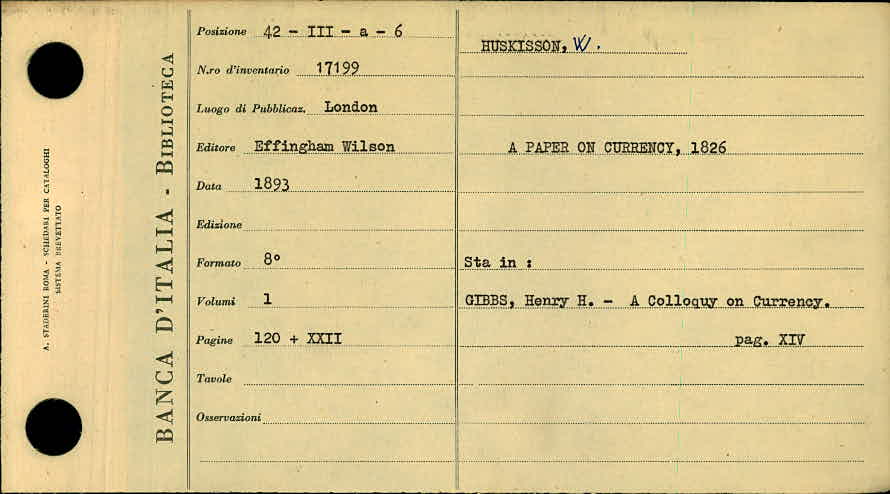 A. STADERINI ROMA - SCHEDARI PER CATALOGHI
SISTEMA BREVETTATO
BANCA D'ITALIA - BIBLIOTECA
Posizione 42 - III - a - 6
N.ro d'inventario 17199
Luogo di Pubblicaz. London
Editore Effingham Wilson
Data 1893
Edizione
Formato 8º
Volumi 1
Pagine 120 + XXII
Tavole
Osservazioni
HUSKISSON, W.
A PAPER ON CURRENCY, 1826
Sta in :
GIBBS, Henry H. - A Colloquy on Currency.
pag. XIV